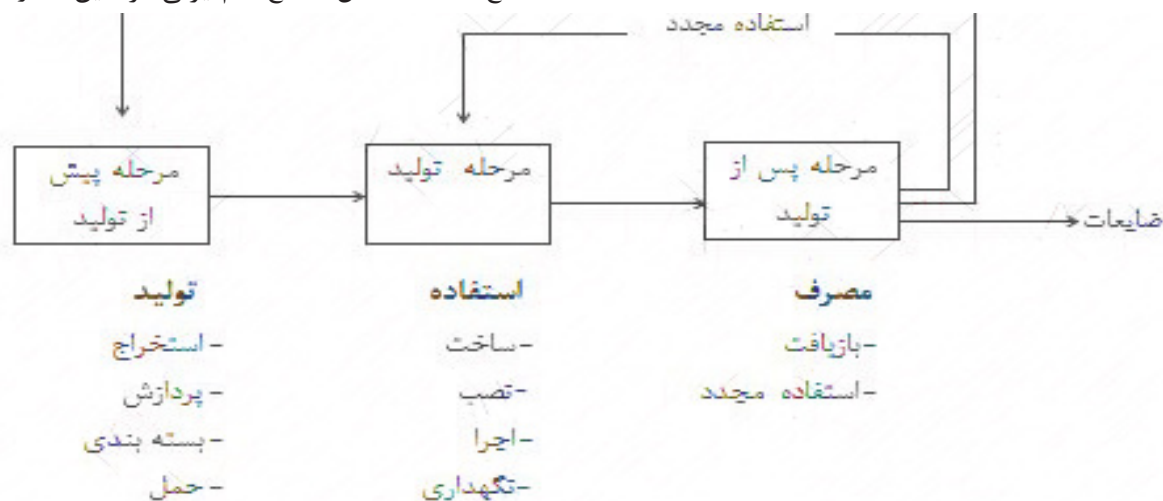 استفاده مجدد
مرحله پیش
از تولید
مرحله تولید
مرحله پس از
تولید
ضایعات
تولید
-استخراج
-پردازش
-بسته بندی
-حمل
استفاده
-ساخت
-نصب
-اجرا
-نگهداری
مصرف
-بازیافت
-استفاده مجدد